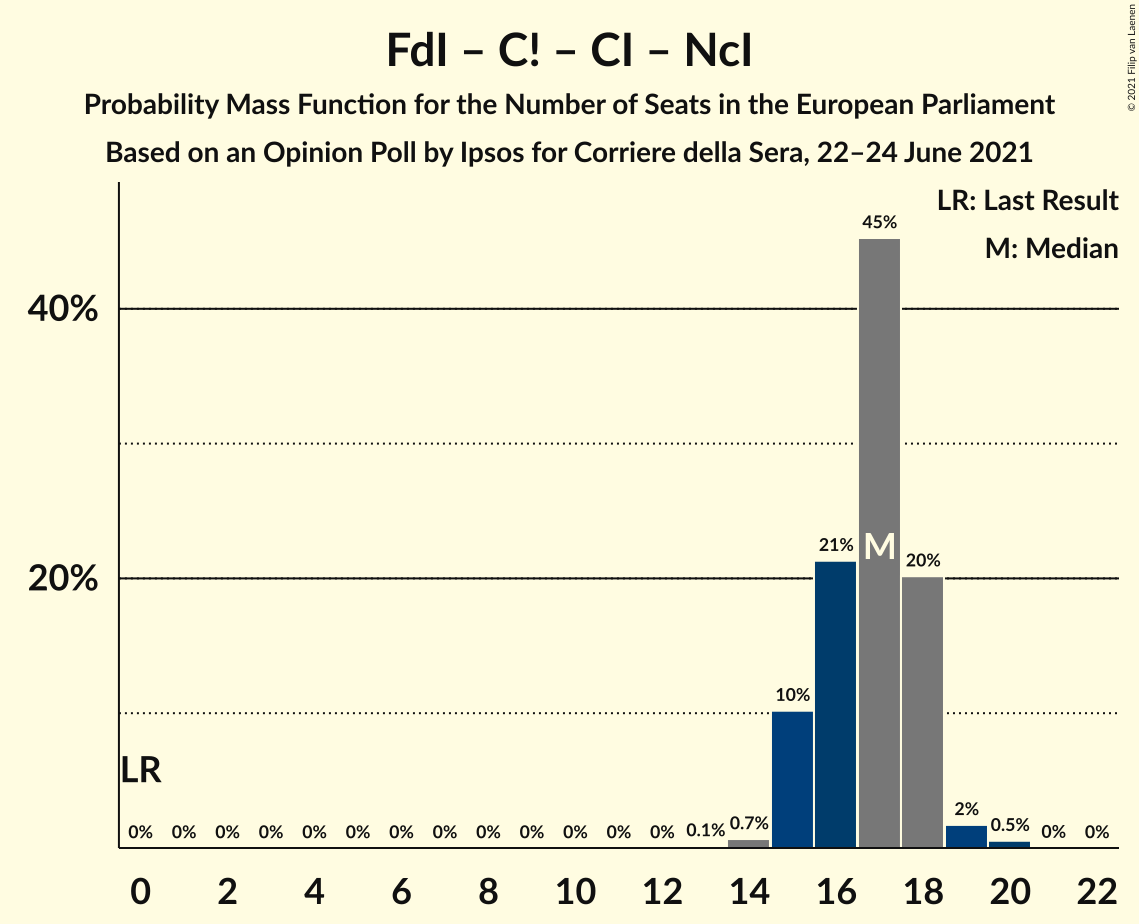 FdI – C! – CI – NcI
Probability Mass Function for the Number of Seats in the European Parliament
Based on an Opinion Poll by Ipsos for Corriere della Sera, 22–24 June 2021
© 2021 Filip van Laenen
LR: Last Result
M: Median
45%
40%
21%
M
20%
20%
10%
LR
0% 0% 0% 0% 0% 0% 0% 0% 0% 0% 0% 0% 0% 0.1% 0.7% 2% 0.5% 0% 0%
0 2 4 6 8 10 12 14 16 18 20 22